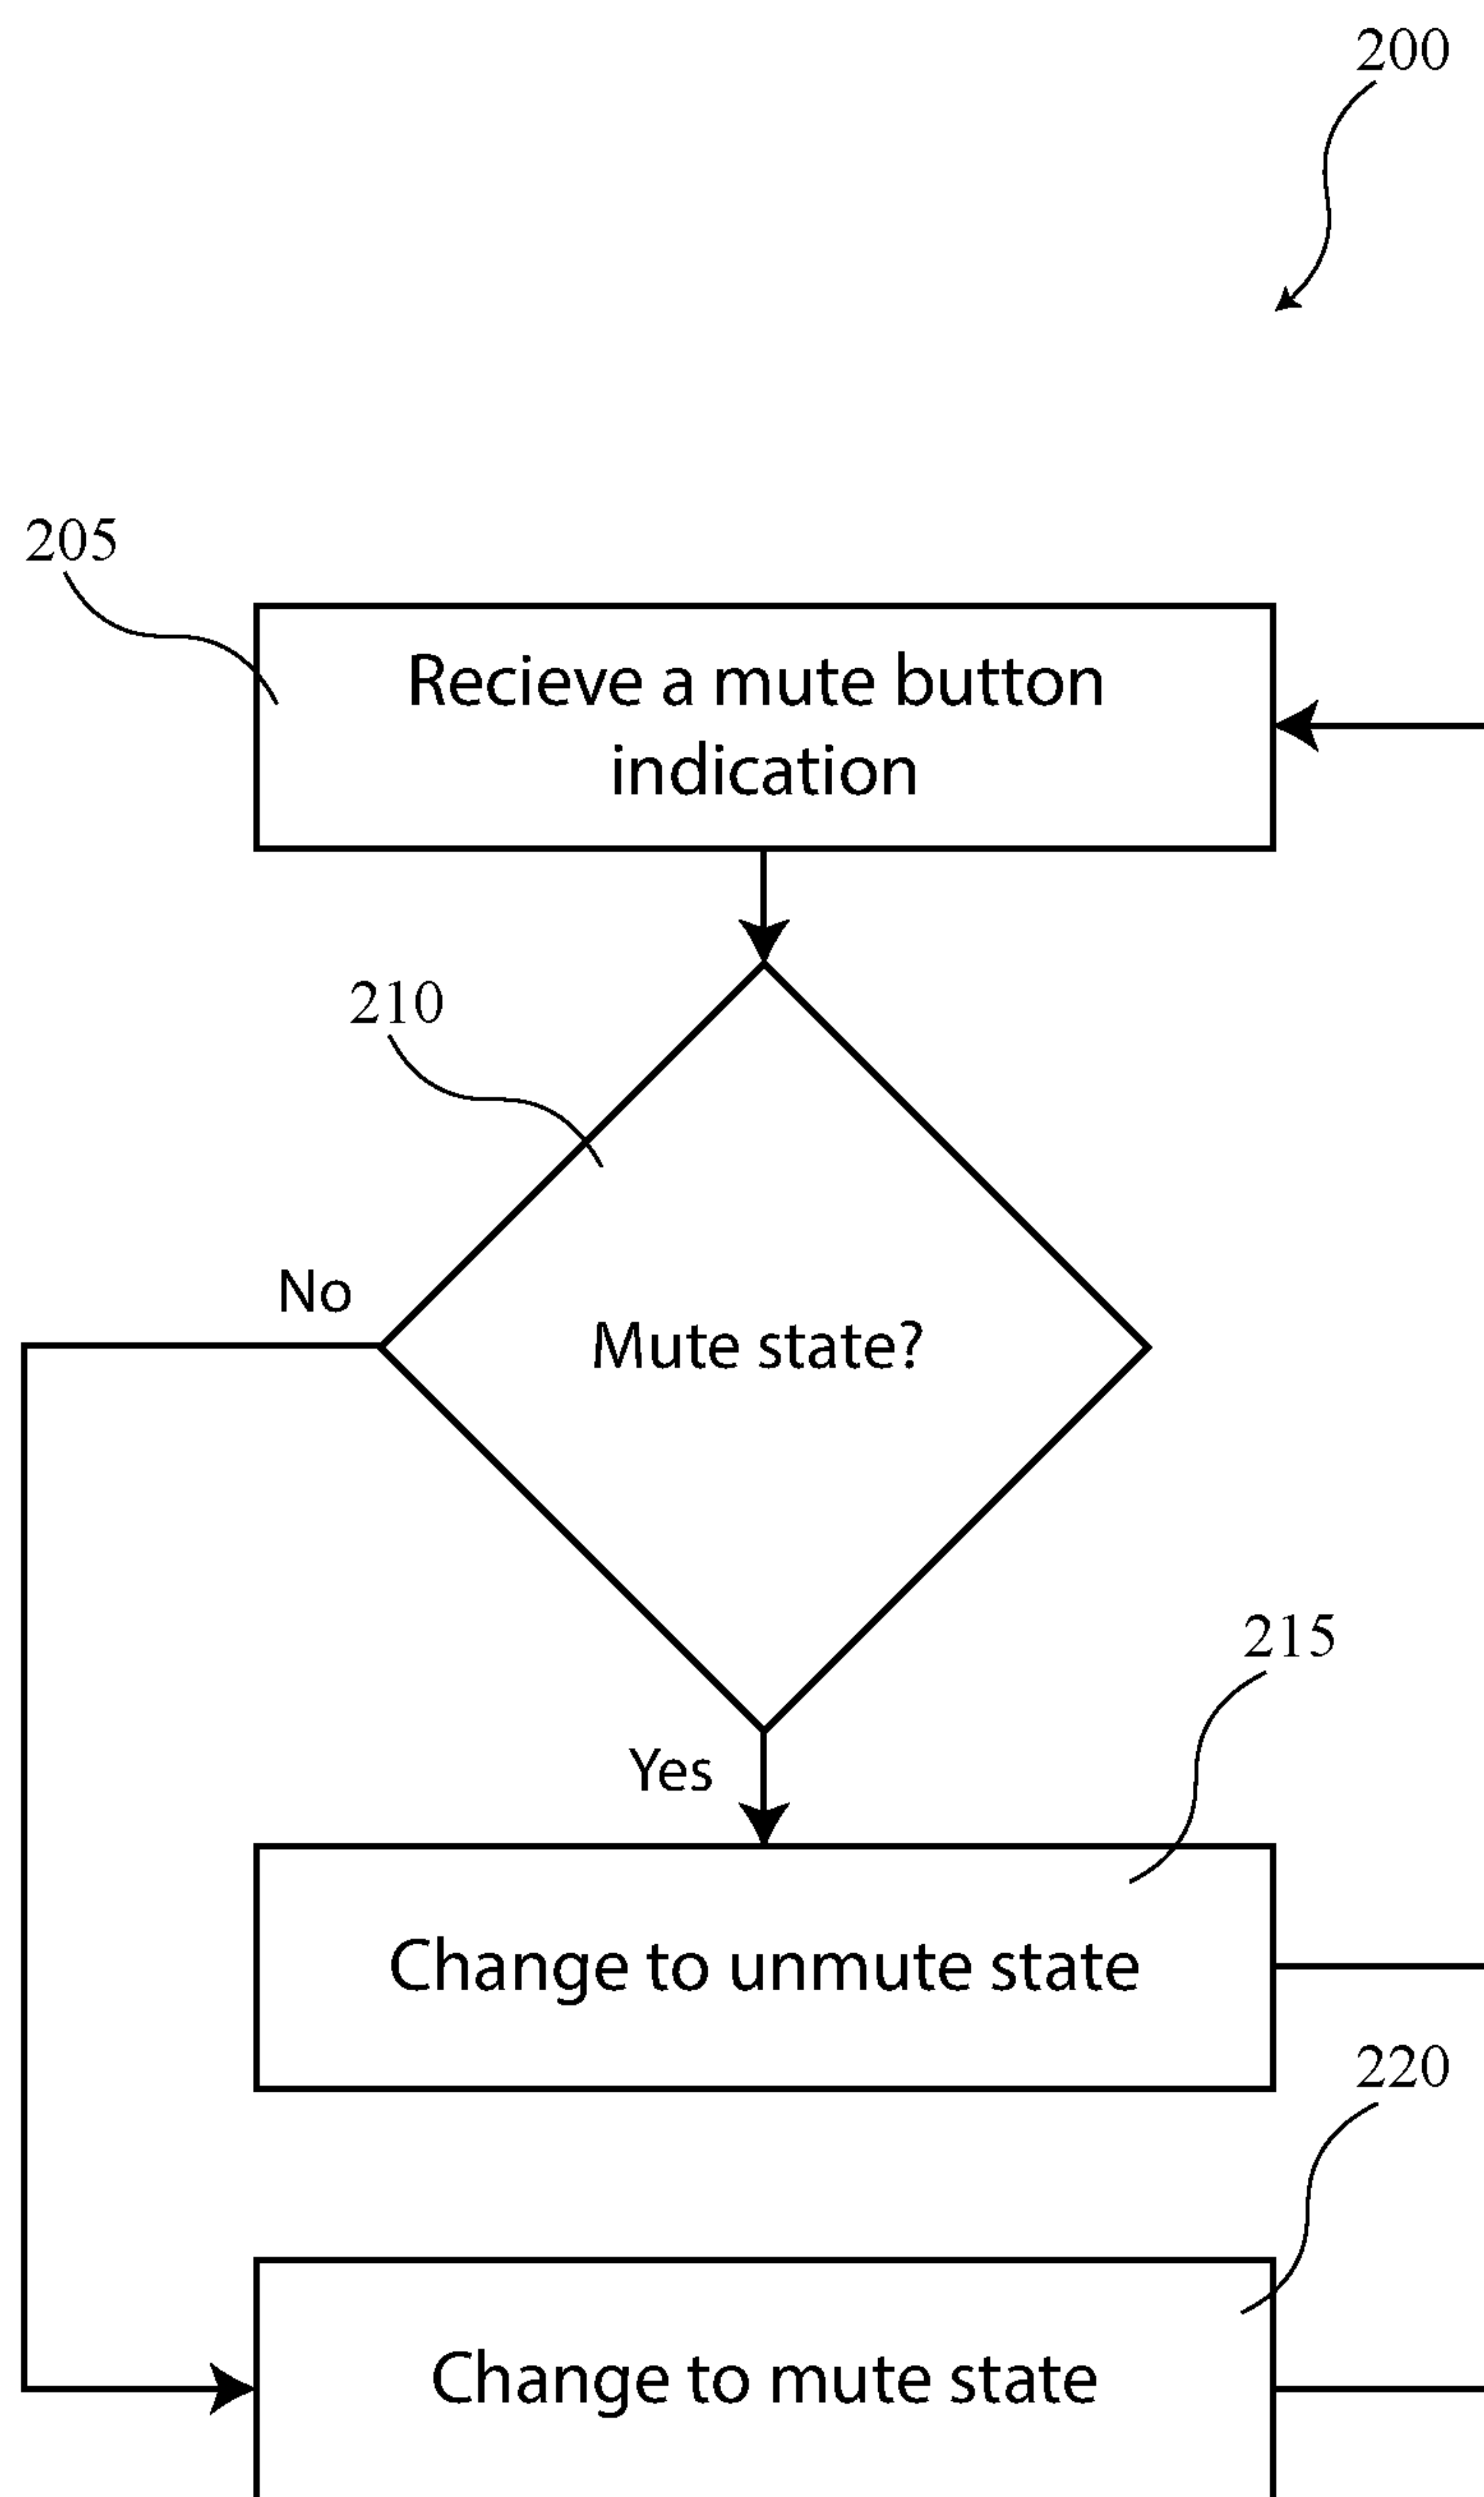 200
205
Recieve a mute button
indication
210
No
Mute state?
215
Yes
Change to unmute state
220
Change to mute state